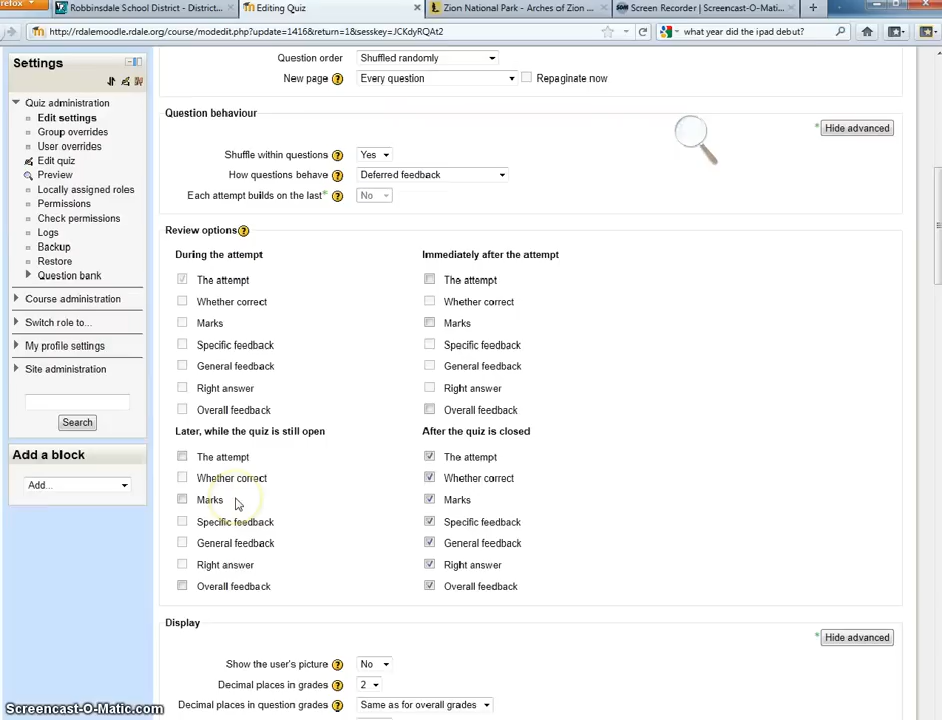 refox
Robbinsdale School District - District...
Editing Quiz
Zion National Park - Arches of Zion ...
Screen Recorder | Screencast-O-Matic...
http://rdalemoodle.rdale.org/course/modedit.php?update=1416&return=1&sesskey=JCKdyRQAt2
what year did the ipad debut?
Settings
Quiz administration
Edit settings
Group overrides
User overrides
Edit quiz
Preview
Locally assigned roles
Permissions
Check permissions
Logs
Backup
Restore
Question bank
Course administration
Switch role to...
My profile settings
Site administration
Search
Add a block
Add...
Question order
Shuffled randomly
New page
Every question
Repaginate now
Question behaviour
* Hide advanced
Shuffle within questions
Yes
How questions behave
Deferred feedback
Each attempt builds on the last*
No
Review options
During the attempt
The attempt
Whether correct
Marks
Specific feedback
General feedback
Right answer
Overall feedback
Immediately after the attempt
The attempt
Whether correct
Marks
Specific feedback
General feedback
Right answer
Overall feedback
Later, while the quiz is still open
The attempt
Whether correct
Marks
Specific feedback
General feedback
Right answer
Overall feedback
After the quiz is closed
The attempt
Whether correct
Marks
Specific feedback
General feedback
Right answer
Overall feedback
Display
* Hide advanced
Show the user's picture
No
Decimal places in grades
2
Decimal places in question grades
Same as for overall grades
Screencast-O-Matic.com